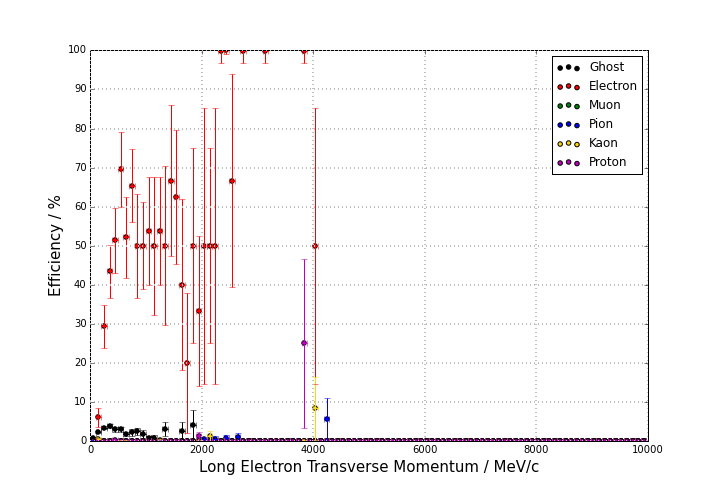 100
90
80
70
60
50
40
30
20
10
0
Efficiency / %
0 2000 4000 6000 8000 10000
Long Electron Transverse Momentum / MeV/c
Ghost
Electron
Muon
Pion
Kaon
Proton